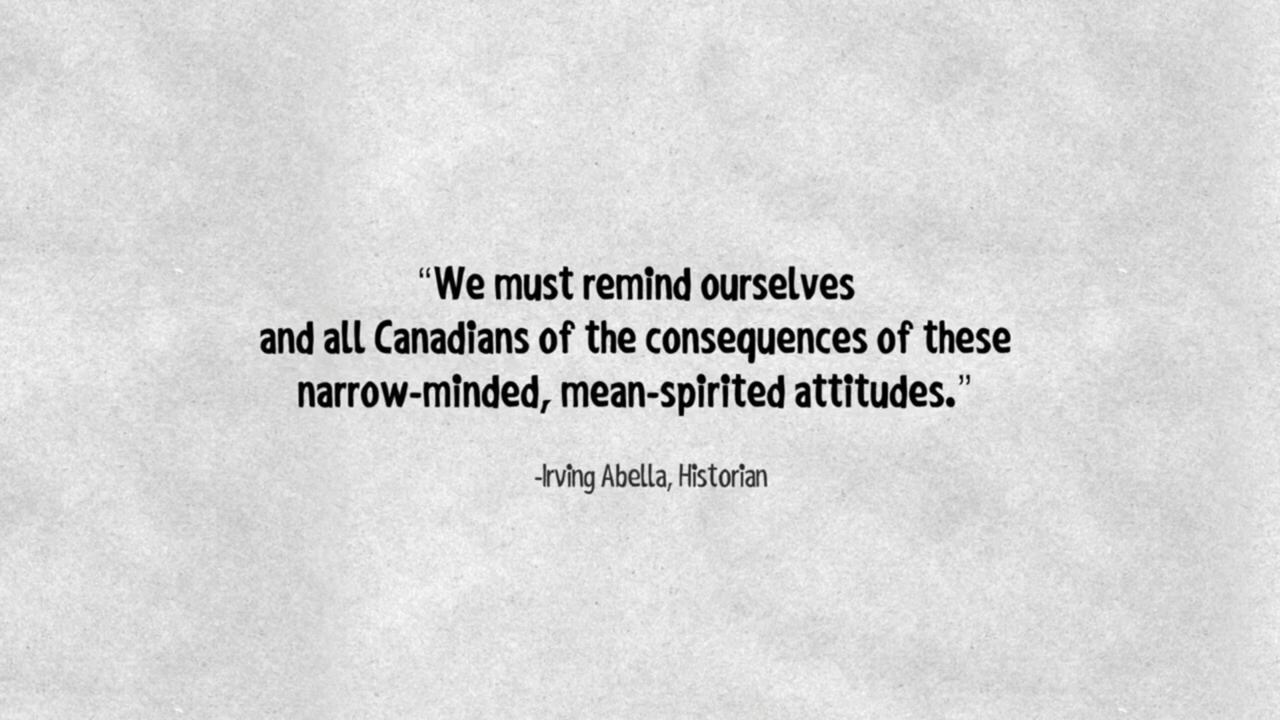 “We must remind ourselves
and all Canadians of the consequences of these
narrow-minded, mean-spirited attitudes.”
-Irving Abella, Historian